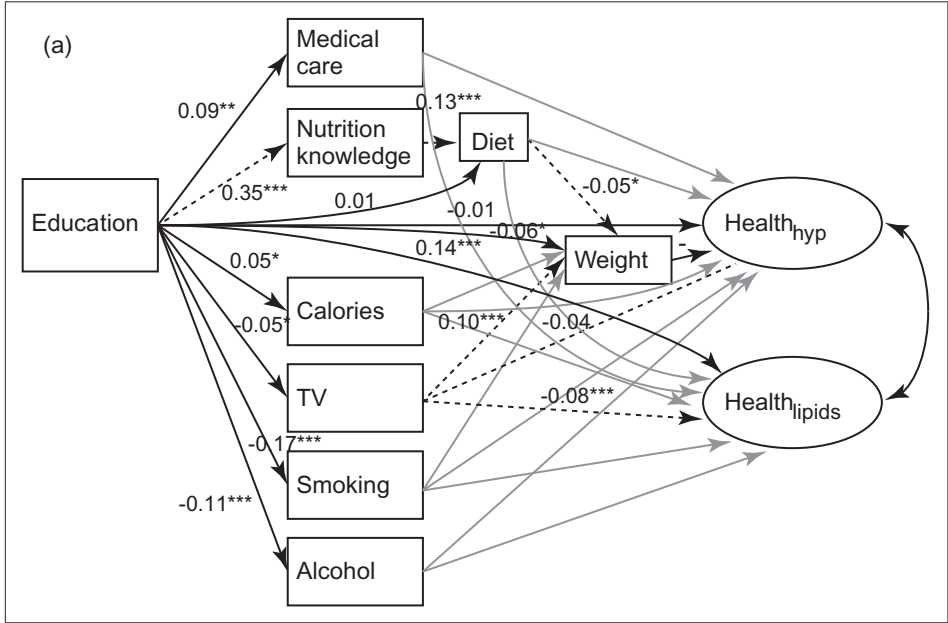 (a)
Medical
care
0.09**
0.13***
Nutrition
knowledge
Diet
0.35***
0.01
-0.05*
Education
-0.01
-0.06*
Health hyp
0.14***
0.05*
Weight
-
Calories
-0.05*
0.10***
-0.04
TV
-0.08***
Health lipids
-0.17***
Smoking
-0.11***
Alcohol